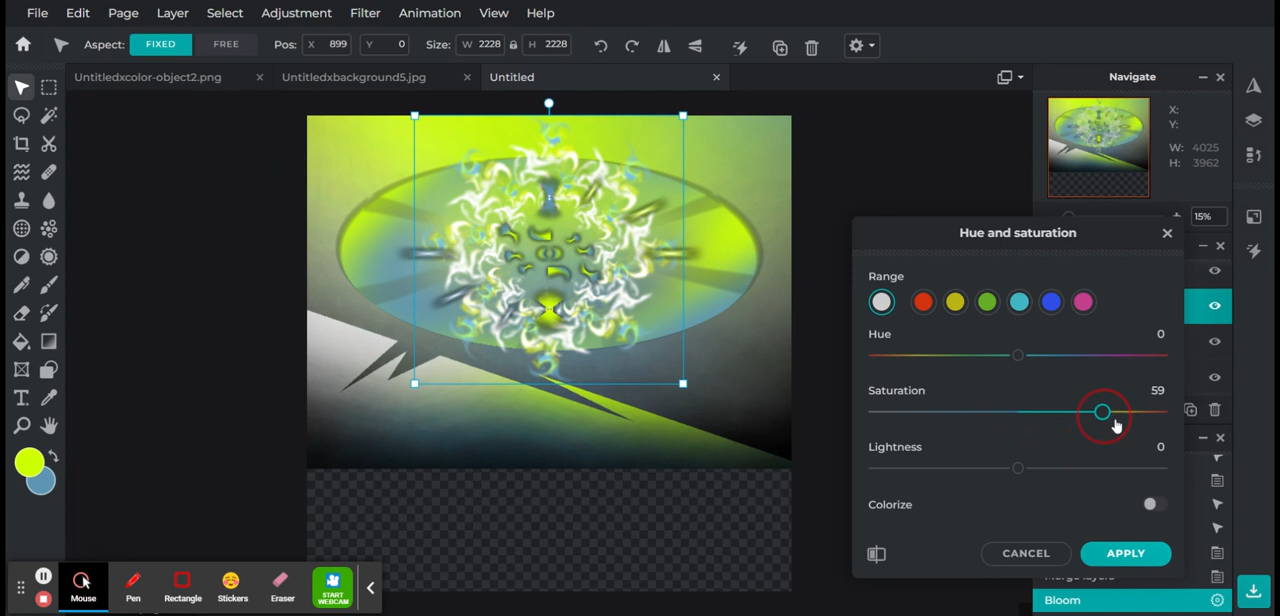 File Edit Page Layer Select Adjustment Filter Animation View Help
Aspect: FIXED FREE Pos: X 899 Y 0 Size: W 2228 H 2228
Untitledxcolor-object2.png Untitledxbackground5.jpg Untitled
Navigate
X:
Y:
W: 4025
H: 3962
15%
Hue and saturation
Range
Hue 0
Saturation 59
Lightness 0
Colorize
CANCEL APPLY
Merge layers
Bloom
Mouse Pen Rectangle Stickers Eraser START
WEBCAM